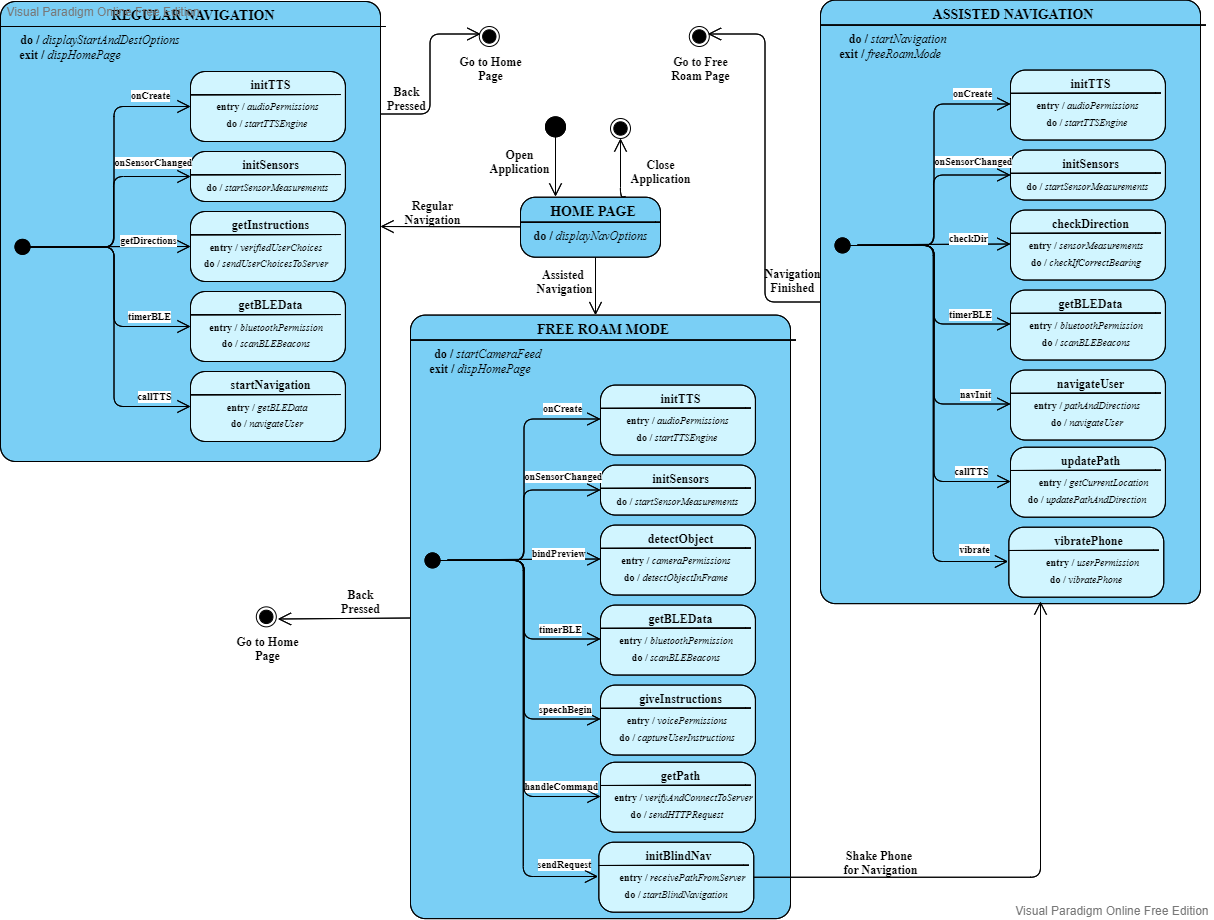 Visual Paradigm Online Free Edition
REGULAR NAVIGATION
do / displayStartAndDestOptions
exit / dispHomePage
onCreate
initTTS
entry / audioPermissions
do / startTTSEngine
onSensorChanged
initSensors
do / startSensorMeasurements
getDirections
getInstructions
entry / verifiedUserChoices
do / sendUserChoicesToServer
timerBLE
getBLEData
entry / bluetoothPermission
do / scanBLEBeacons
callTTS
startNavigation
entry / getBLEData
do / navigateUser
Back
Pressed
Go to Home
Page
Go to Free
Roam Page
Open
Application
Close
Application
HOME PAGE
do / displayNavOptions
Regular
Navigation
Assisted
Navigation
Navigation
Finished
ASSISTED NAVIGATION
do / startNavigation
exit / freeRoamMode
onCreate
initTTS
entry / audioPermissions
do / startTTSEngine
onSensorChanged
initSensors
do / startSensorMeasurements
checkDir
checkDirection
entry / sensorMeasurements
do / checkIfCorrectBearing
timerBLE
getBLEData
entry / bluetoothPermission
do / scanBLEBeacons
navInit
navigateUser
entry / pathAndDirections
do / navigateUser
callTTS
updatePath
entry / getCurrentLocation
do / updatePathAndDirection
vibrate
vibratePhone
entry / userPermission
do / vibratePhone
FREE ROAM MODE
do / startCameraFeed
exit / dispHomePage
onCreate
initTTS
entry / audioPermissions
do / startTTSEngine
onSensorChanged
initSensors
do / startSensorMeasurements
bindPreview
detectObject
entry / cameraPermissions
do / detectObjectInFrame
timerBLE
getBLEData
entry / bluetoothPermission
do / scanBLEBeacons
speechBegin
giveInstructions
entry / voicePermissions
do / captureUserInstructions
handleCommand
getPath
entry / verifyAndConnectToServer
do / sendHTTPRequest
sendRequest
initBlindNav
entry / receivePathFromServer
do / startBlindNavigation
Back
Pressed
Go to Home
Page
Shake Phone
for Navigation
Visual Paradigm Online Free Edition